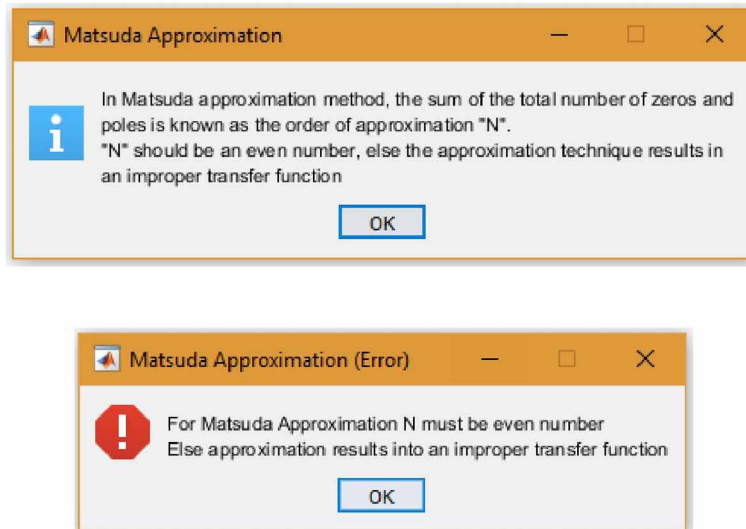 Matsuda Approximation
In Matsuda approximation method, the sum of the total number of zeros and
poles is known as the order of approximation "N".
"N" should be an even number, else the approximation technique results in
an improper transfer function
OK
Matsuda Approximation (Error)
For Matsuda Approximation N must be even number
Else approximation results into an improper transfer function
OK